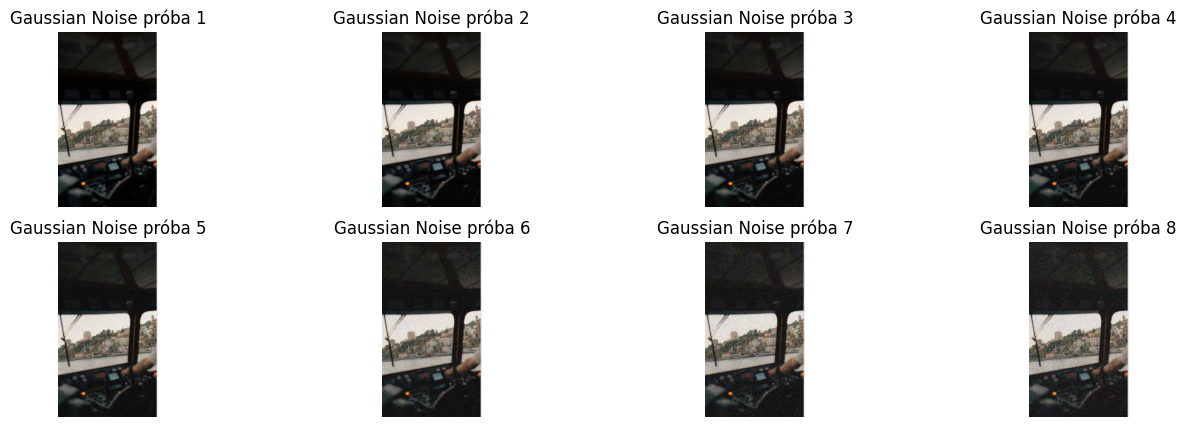 Gaussian Noise próba 1
Gaussian Noise próba 2
Gaussian Noise próba 3
Gaussian Noise próba 4
Gaussian Noise próba 5
Gaussian Noise próba 6
Gaussian Noise próba 7
Gaussian Noise próba 8